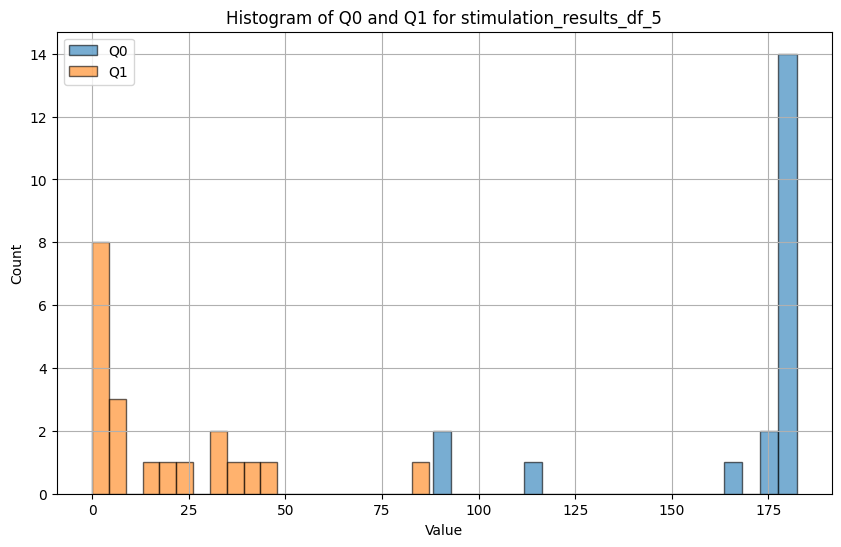 Histogram of Q0 and Q1 for stimulation_results_df_5
Q0
Q1
14
12
10
8
6
4
2
0
Count
0 25 50 75 100 125 150 175
Value